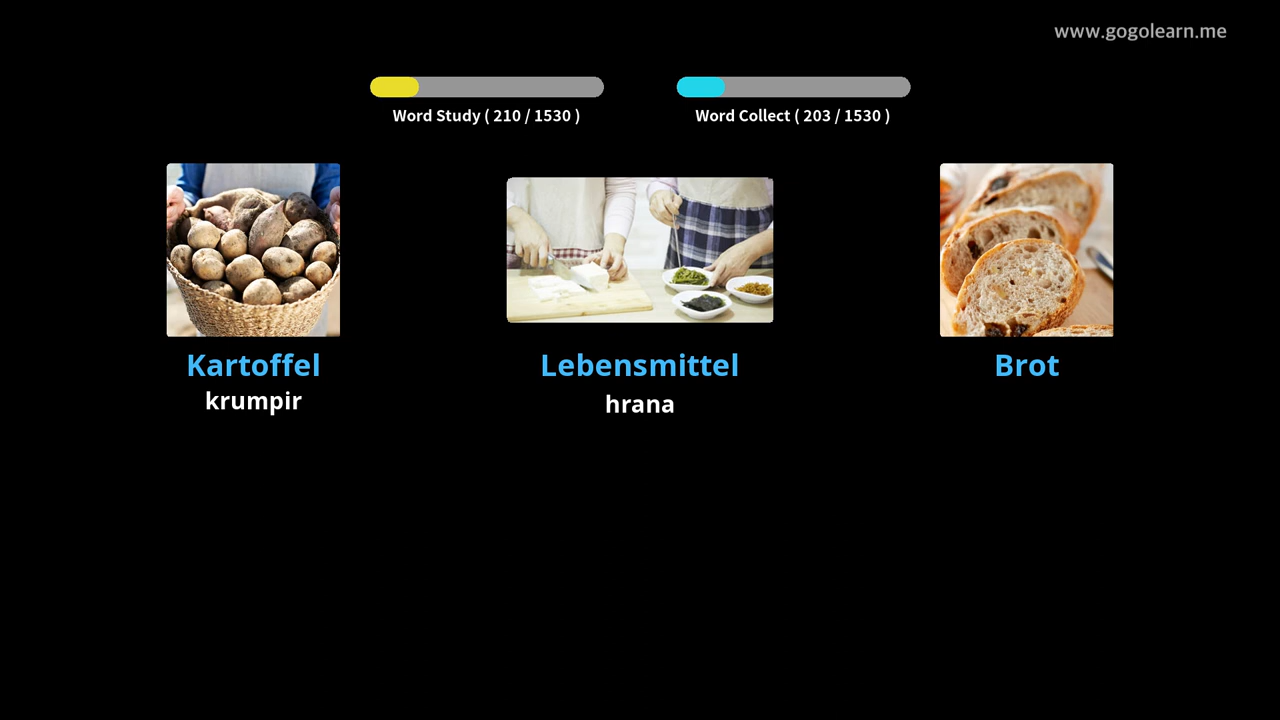 www.gogolearn.me
Word Study ( 210 / 1530 )
Word Collect ( 203 / 1530 )
Kartoffel
krumpir
Lebensmittel
hrana
Brot